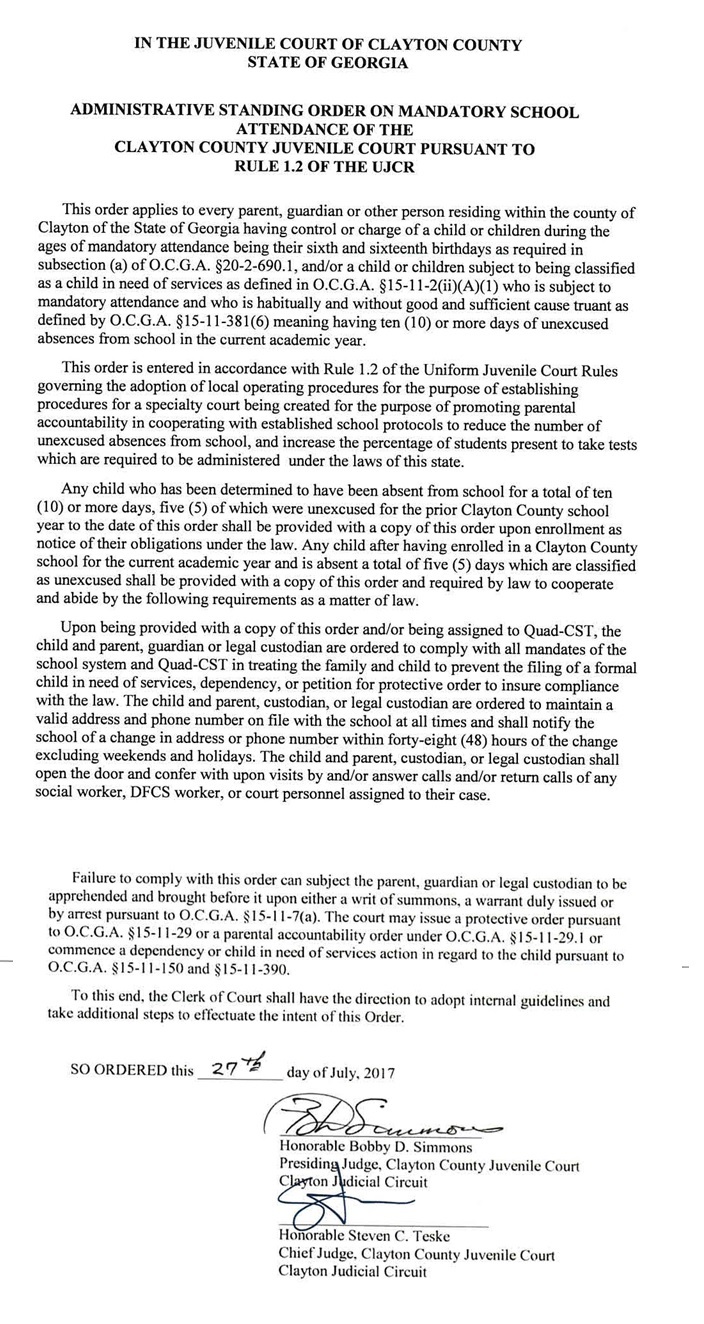 IN THE JUVENILE COURT OF CLAYTON COUNTY
STATE OF GEORGIA
ADMINISTRATIVE STANDING ORDER ON MANDATORY SCHOOL
ATTENDANCE OF THE
CLAYTON COUNTY JUVENILE COURT PURSUANT TO
RULE 1.2 OF THE UJCR
This order applies to every parent, guardian or other person residing within the county of
Clayton of the State of Georgia having control or charge of a child or children during the
ages of mandatory attendance being their sixth and sixteenth birthdays as required in
subsection (a) of O.C.G.A. §20-2-690.1, and/or a child or children subject to being classified
as a child in need of services as defined in O.C.G.A. §15-11-2(ii)(A)(1) who is subject to
mandatory attendance and who is habitually and without good and sufficient cause truant as
defined by O.C.G.A. §15-11-381(6) meaning having ten (10) or more days of unexcused
absences from school in the current academic year.
This order is entered in accordance with Rule 1.2 of the Uniform Juvenile Court Rules
governing the adoption of local operating procedures for the purpose of establishing
procedures for a specialty court being created for the purpose of promoting parental
accountability in cooperating with established school protocols to reduce the number of
unexcused absences from school, and increase the percentage of students present to take tests
which are required to be administered under the laws of this state.
Any child who has been determined to have been absent from school for a total of ten
(10) or more days, five (5) of which were unexcused for the prior Clayton County school
year to the date of this order shall be provided with a copy of this order upon enrollment as
notice of their obligations under the law. Any child after having enrolled in a Clayton County
school for the current academic year and is absent a total of five (5) days which are classified
as unexcused shall be provided with a copy of this order and required by law to cooperate
and abide by the following requirements as a matter of law.
Upon being provided with a copy of this order and/or being assigned to Quad-CST, the
child and parent, guardian or legal custodian are ordered to comply with all mandates of the
school system and Quad-CST in treating the family and child to prevent the filing of a formal
child in need of services, dependency, or petition for protective order to insure compliance
with the law. The child and parent, custodian, or legal custodian are ordered to maintain a
valid address and phone number on file with the school at all times and shall notify the
school of a change in address or phone number within forty-eight (48) hours of the change
excluding weekends and holidays. The child and parent, custodian, or legal custodian shall
open the door and confer with upon visits by and/or answer calls and/or return calls of any
social worker, DFCS worker, or court personnel assigned to their case.
Failure to comply with this order can subject the parent, guardian or legal custodian to be
apprehended and brought before it upon either a writ of summons, a warrant duly issued or
by arrest pursuant to O.C.G.A. §15-11-7(a). The court may issue a protective order pursuant
to O.C.G.A. §15-11-29 or a parental accountability order under O.C.G.A. §15-11-29.1 or
commence a dependency or child in need of services action in regard to the child pursuant to
O.C.G.A. §15-11-150 and §15-11-390.
To this end, the Clerk of Court shall have the direction to adopt internal guidelines and
take additional steps to effectuate the intent of this Order.
SO ORDERED this 27th day of July, 2017
BD Simmons
Honorable Bobby D. Simmons
Presiding Judge, Clayton County Juvenile Court
Clayton Judicial Circuit
Honorable Steven C. Teske
Chief Judge, Clayton County Juvenile Court
Clayton Judicial Circuit